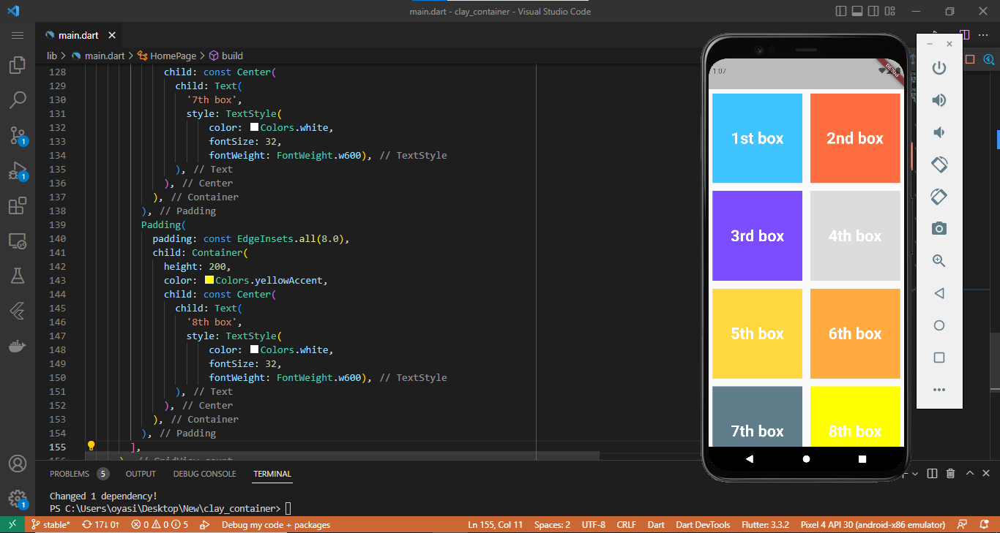 main.dart - clay_container - Visual Studio Code
main.dart
lib > main.dart > HomePage > build
128 child: const Center(
129 child: Text(
130 '7th box',
131 style: TextStyle(
132 color: Colors.white,
133 fontSize: 32,
134 fontWeight: FontWeight.w600), // TextStyle
135 ), // Text
136 ), // Center
137 ), // Container
138 ), // Padding
139 Padding(
140 padding: const EdgeInsets.all(8.0),
141 child: Container(
142 height: 200,
143 color: Colors.yellowAccent,
144 child: const Center(
145 child: Text(
146 '8th box',
147 style: TextStyle(
148 color: Colors.white,
149 fontSize: 32,
150 fontWeight: FontWeight.w600), // TextStyle
151 ), // Text
152 ), // Center
153 ), // Container
154 ), // Padding
155 ],
156 ), // GridView.count
1:07
DEBUG
1st box
2nd box
3rd box
4th box
5th box
6th box
7th box
8th box
PROBLEMS 5 OUTPUT DEBUG CONSOLE TERMINAL
Changed 1 dependency!
PS C:\Users\oyasi\Desktop\New\clay_container>
1
1
1
stable* 17↓ 0↑ 0 0 5 Debug my code + packages Ln 155, Col 11 Spaces: 2 UTF-8 CRLF Dart Dart DevTools Flutter: 3.3.2 Pixel 4 API 30 (android-x86 emulator)